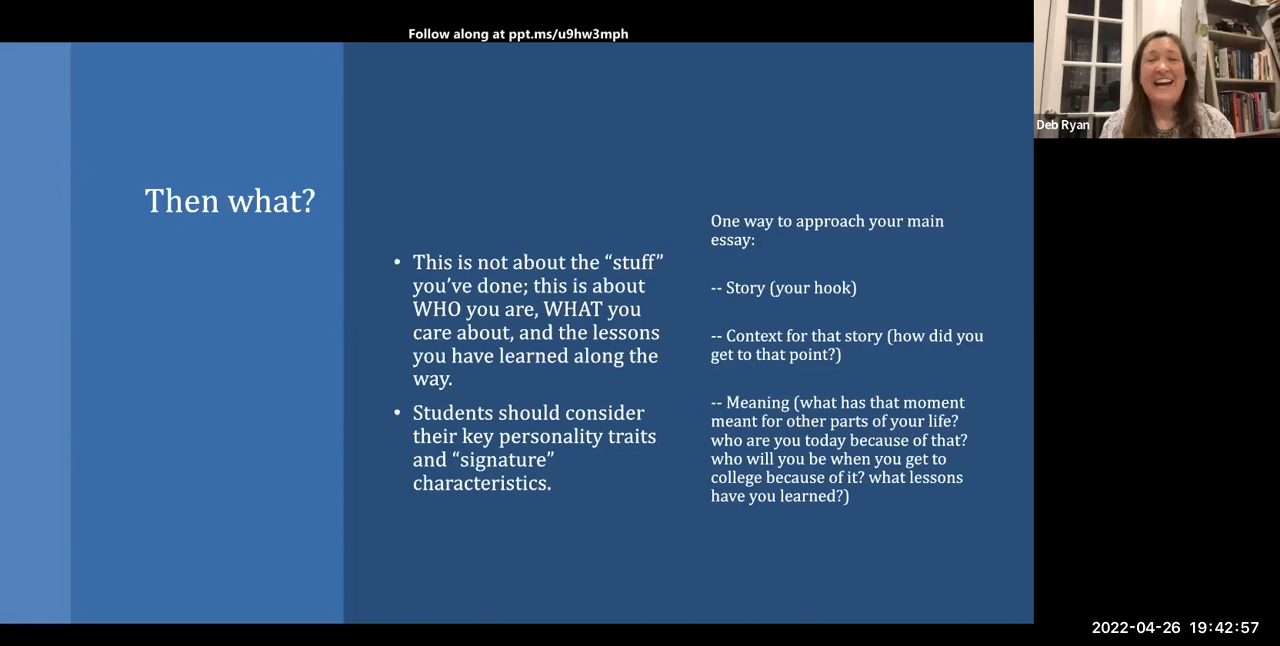 Follow along at ppt.ms/u9hw3mph
Deb Ryan
Then what?
• This is not about the “stuff”
you’ve done; this is about
WHO you are, WHAT you
care about, and the lessons
you have learned along the
way.
• Students should consider
their key personality traits
and “signature”
characteristics.
One way to approach your main
essay:
-- Story (your hook)
-- Context for that story (how did you
get to that point?)
-- Meaning (what has that moment
meant for other parts of your life?
who are you today because of that?
who will you be when you get to
college because of it? what lessons
have you learned?)
2022-04-26 19:42:57